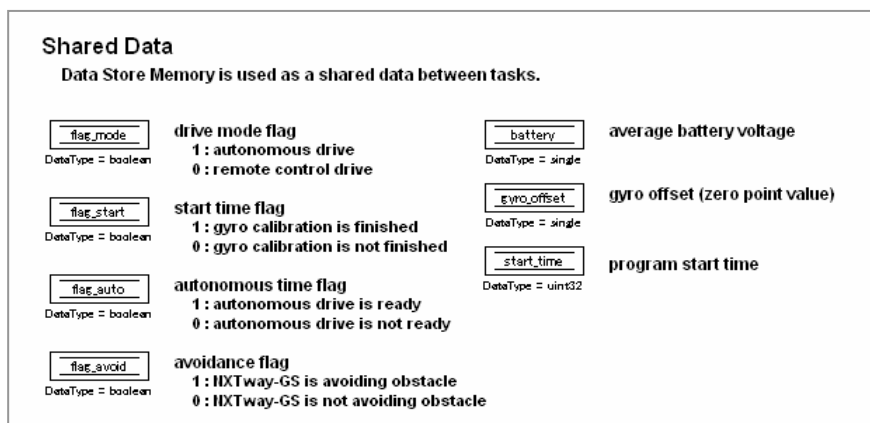 Shared Data
Data Store Memory is used as a shared data between tasks.
flag_mode
DataType = boolean
drive mode flag
1 : autonomous drive
0 : remote control drive
flag_start
DataType = boolean
start time flag
1 : gyro calibration is finished
0 : gyro calibration is not finished
flag_auto
DataType = boolean
autonomous time flag
1 : autonomous drive is ready
0 : autonomous drive is not ready
flag_avoid
DataType = boolean
avoidance flag
1 : NXTway-GS is avoiding obstacle
0 : NXTway-GS is not avoiding obstacle
battery
DataType = single
average battery voltage
gyro_offset
DataType = single
gyro offset (zero point value)
start_time
DataType = uint32
program start time